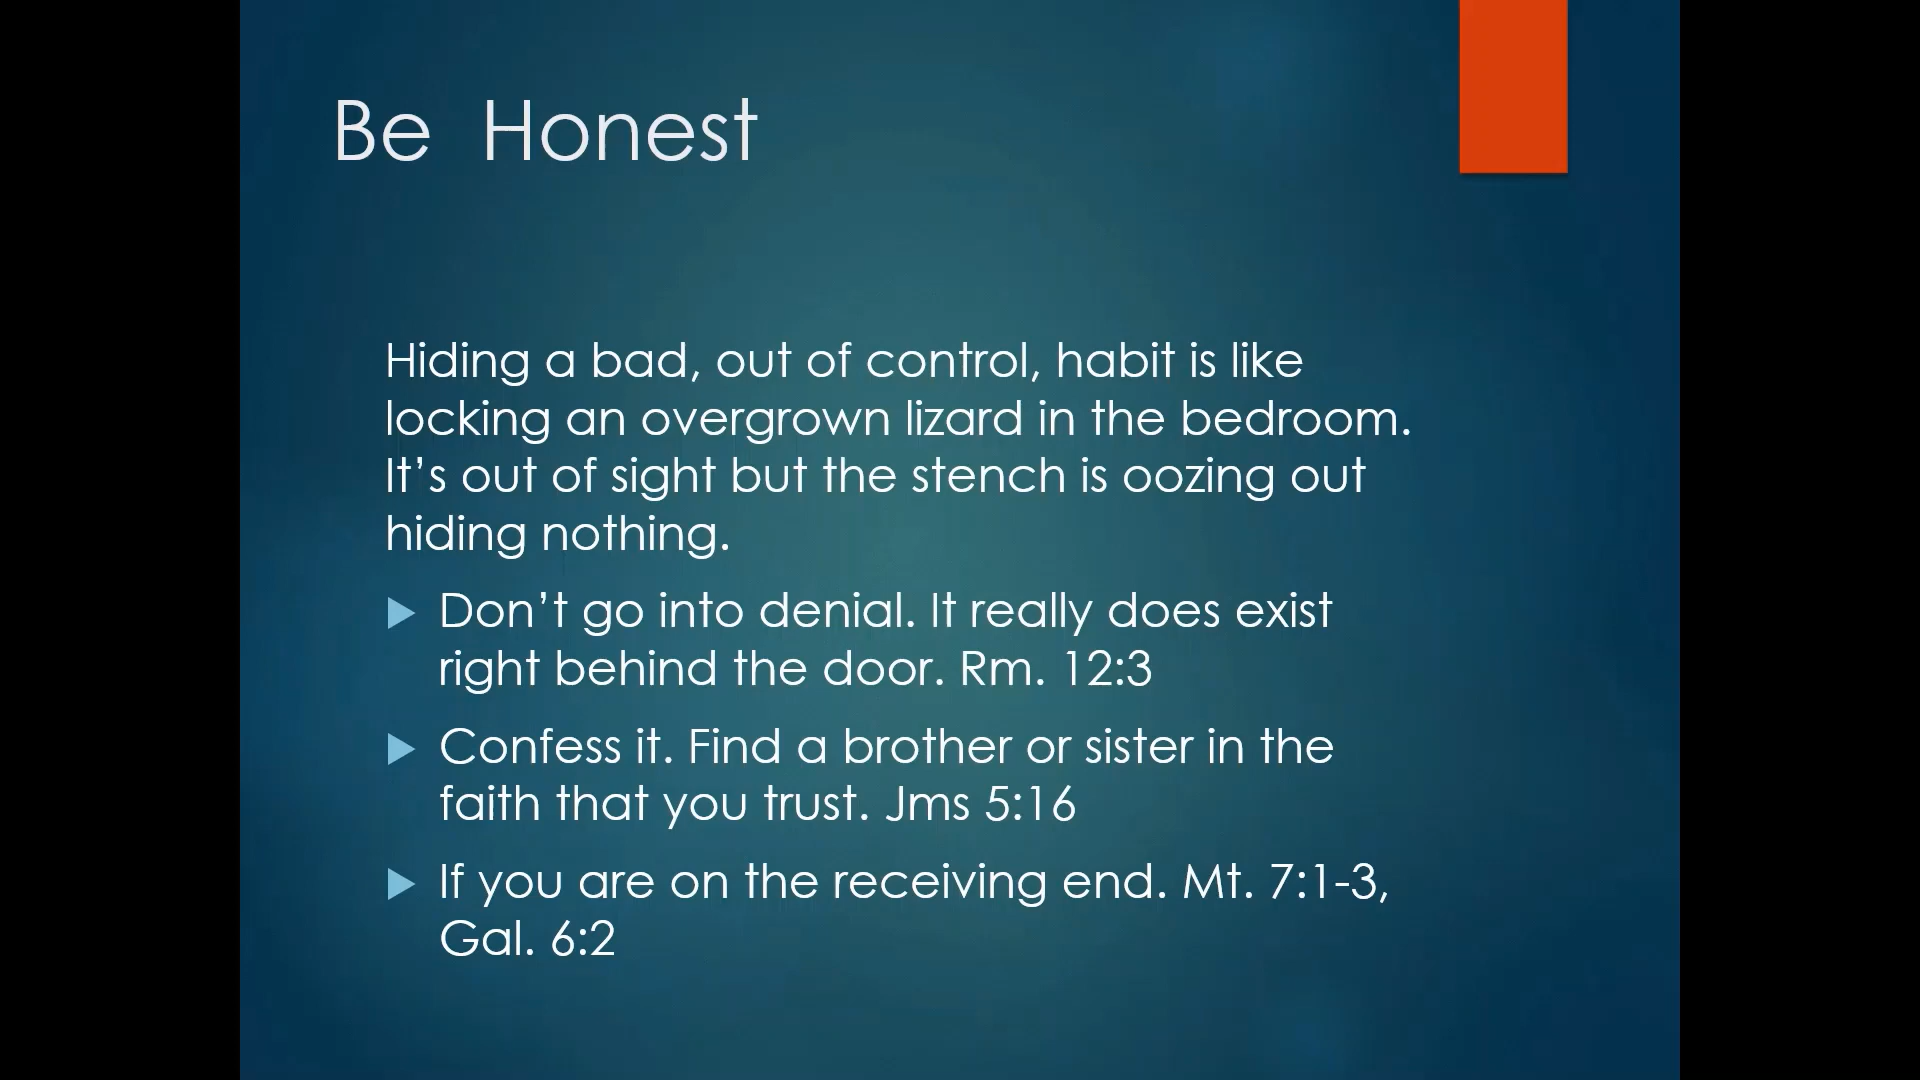 Be Honest
Hiding a bad, out of control, habit is like
locking an overgrown lizard in the bedroom.
It’s out of sight but the stench is oozing out
hiding nothing.
Don’t go into denial. It really does exist
right behind the door. Rm. 12:3
Confess it. Find a brother or sister in the
faith that you trust. Jms 5:16
If you are on the receiving end. Mt. 7:1-3,
Gal. 6:2